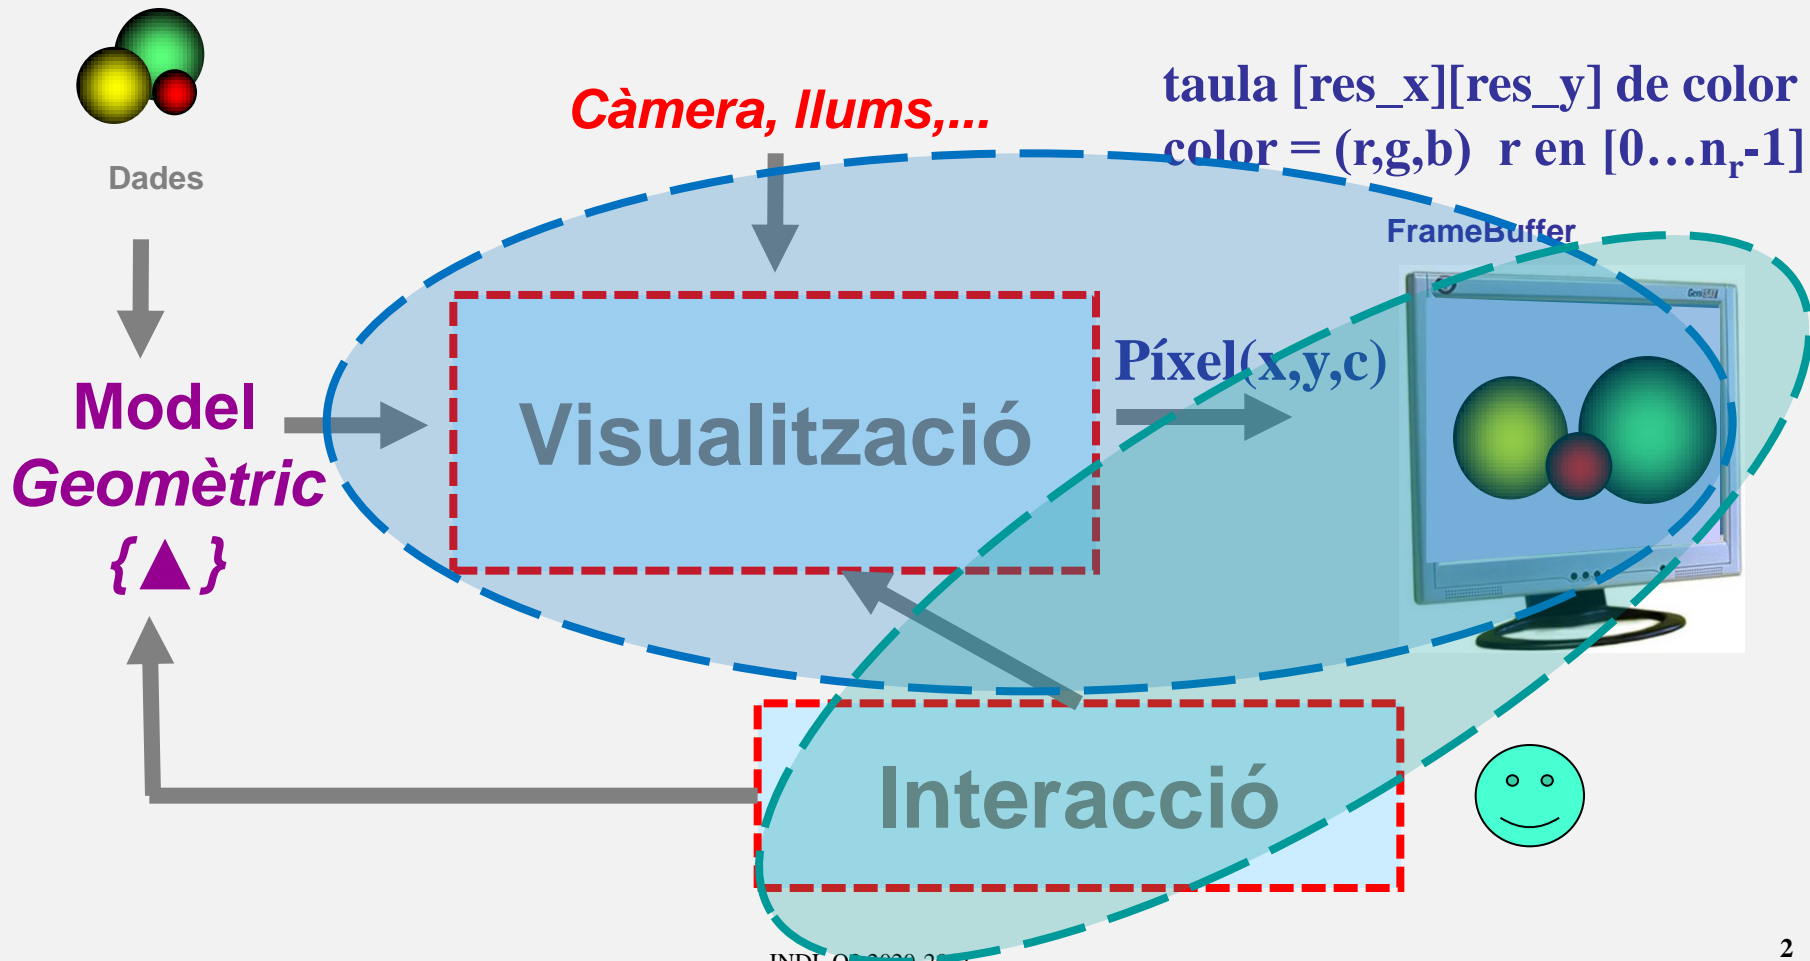 Càmera, llums,...
taula [res_x][res_y] de color
color = (r,g,b) r en [0…nr-1]
Dades
FrameBuffer
Model
Geomètric
{▲}
Visualització
Píxel(x,y,c)
Interacció
2